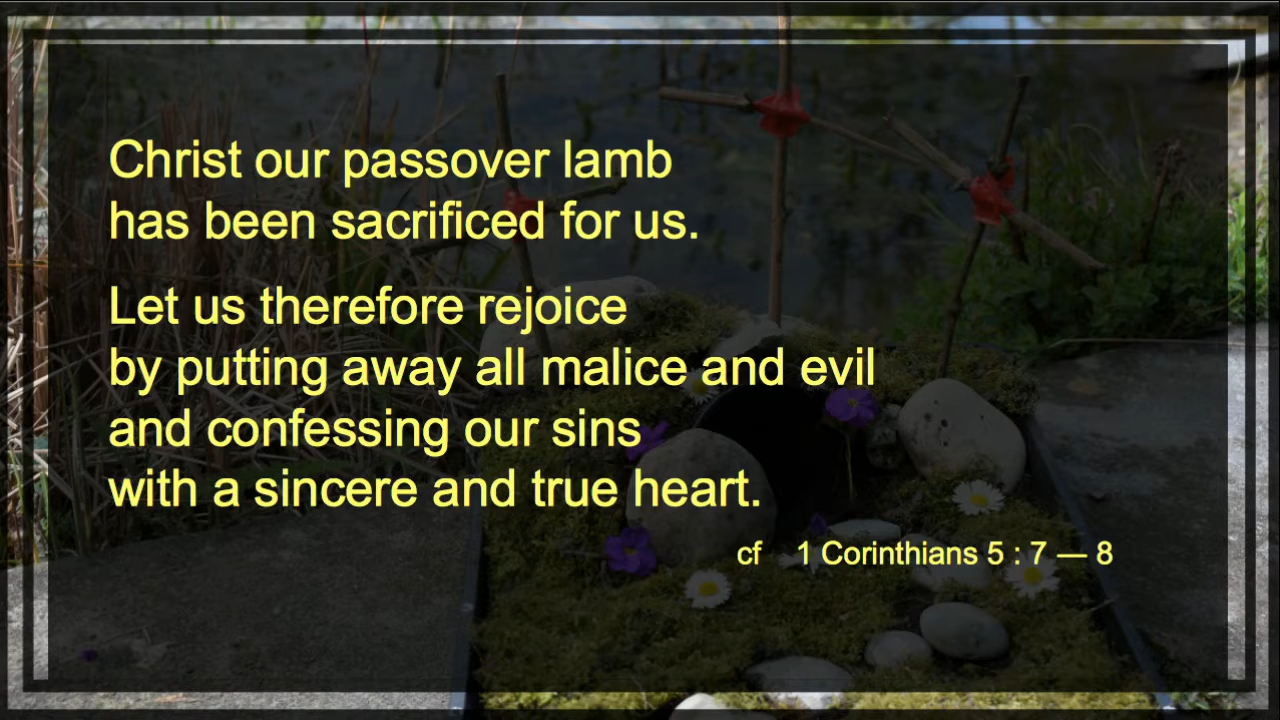 Christ our passover lamb
has been sacrificed for us.
Let us therefore rejoice
by putting away all malice and evil
and confessing our sins
with a sincere and true heart.
cf 1 Corinthians 5 : 7 — 8